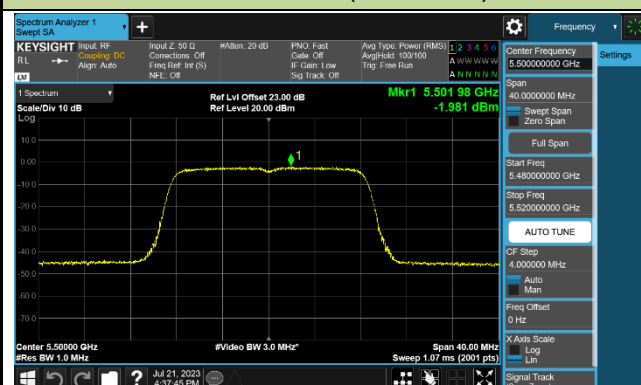 Spectrum Analyzer 1
Swept SA
Frequency
KEYSIGHT
RL
Input: RF
Coupling: DC
Align: Auto
Input Z: 50 Ω
Corrections: Off
Freq Ref: Int (S)
NFE: Off
#Atten: 20 dB
PNO: Fast
Gate: Off
IF Gain: Low
Sig Track: Off
Avg Type: Power (RMS)
Avg|Hold: 100/100
Trig: Free Run
1 2 3 4 5 6
A WW W W W
A N N N N N
LXI
1 Spectrum
Scale/Div 10 dB
Log
Ref Lvl Offset 23.00 dB
Ref Level 20.00 dBm
Mkr1 5.501 98 GHz
-1.981 dBm
10.0
0.00
-10.0
-20.0
-30.0
-40.0
-50.0
-60.0
-70.0
1
Center 5.50000 GHz
#Res BW 1.0 MHz
#Video BW 3.0 MHz*
Span 40.00 MHz
Sweep 1.07 ms (2001 pts)
Center Frequency
5.500000000 GHz
Settings
Span
40.0000000 MHz
Swept Span
Zero Span
Full Span
Start Freq
5.480000000 GHz
Stop Freq
5.520000000 GHz
AUTO TUNE
CF Step
4.000000 MHz
Auto
Man
Freq Offset
0 Hz
X Axis Scale
Log
Lin
Signal Track
?
Jul 21, 2023
4:37:45 PM